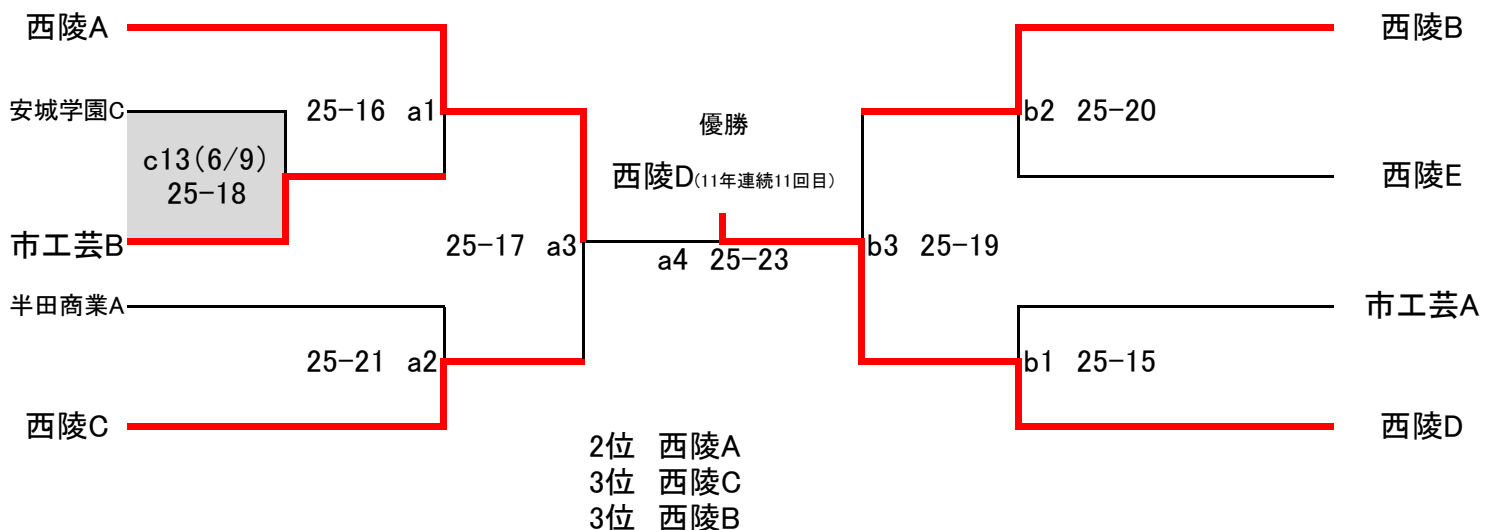 西陵A
安城学園C
25-16 a1
c13(6/9)
25-18
市工芸B
25-17 a3
半田商業A
25-21 a2
西陵C
優勝
西陵D(11年連続11回目)
a4 25-23
西陵B
b2 25-20
西陵E
b3 25-19
市工芸A
b1 25-15
西陵D
2位 西陵A
3位 西陵C
3位 西陵B